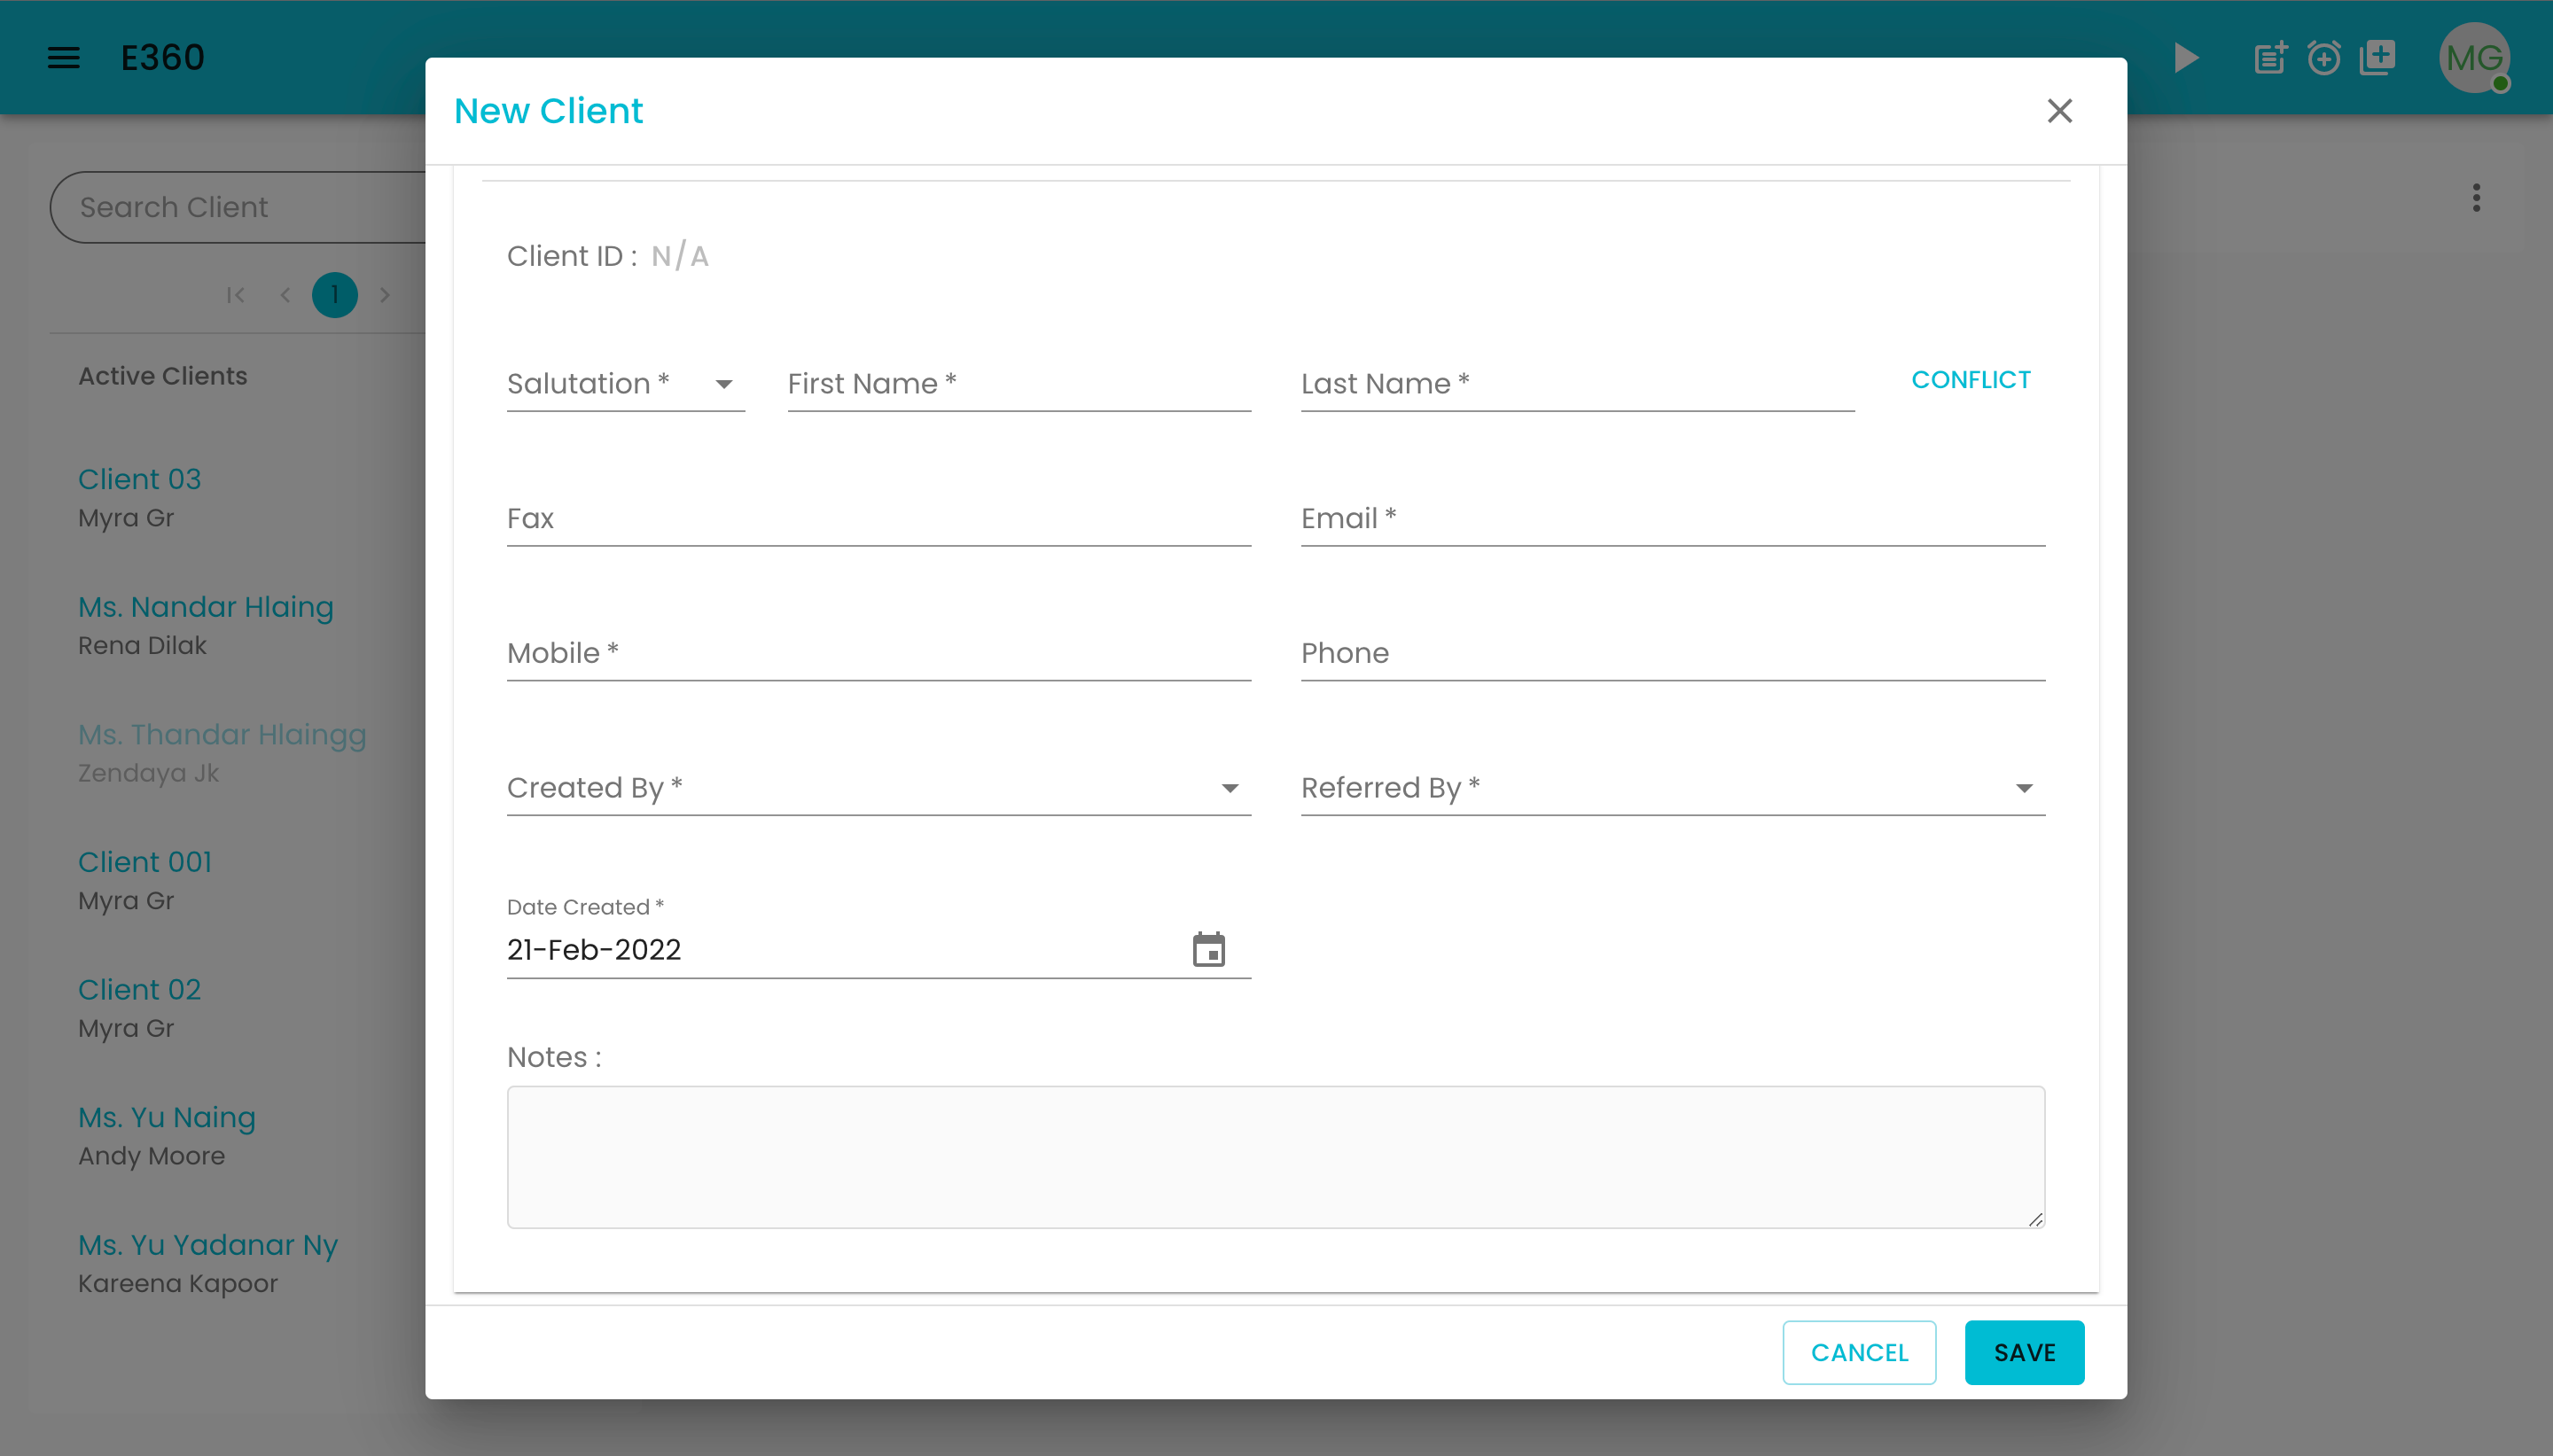 E360
MG
New Client
Search Client
Client ID : N/A
1
Active Clients
Salutation * First Name * Last Name * CONFLICT
Client 03
Myra Gr
Fax Email *
Ms. Nandar Hlaing
Rena Dilak
Mobile * Phone
Ms. Thandar Hlaingg
Zendaya Jk
Created By * Referred By *
Client 001
Myra Gr
Date Created *
21-Feb-2022
Client 02
Myra Gr
Notes :
Ms. Yu Naing
Andy Moore
Ms. Yu Yadanar Ny
Kareena Kapoor
CANCEL SAVE